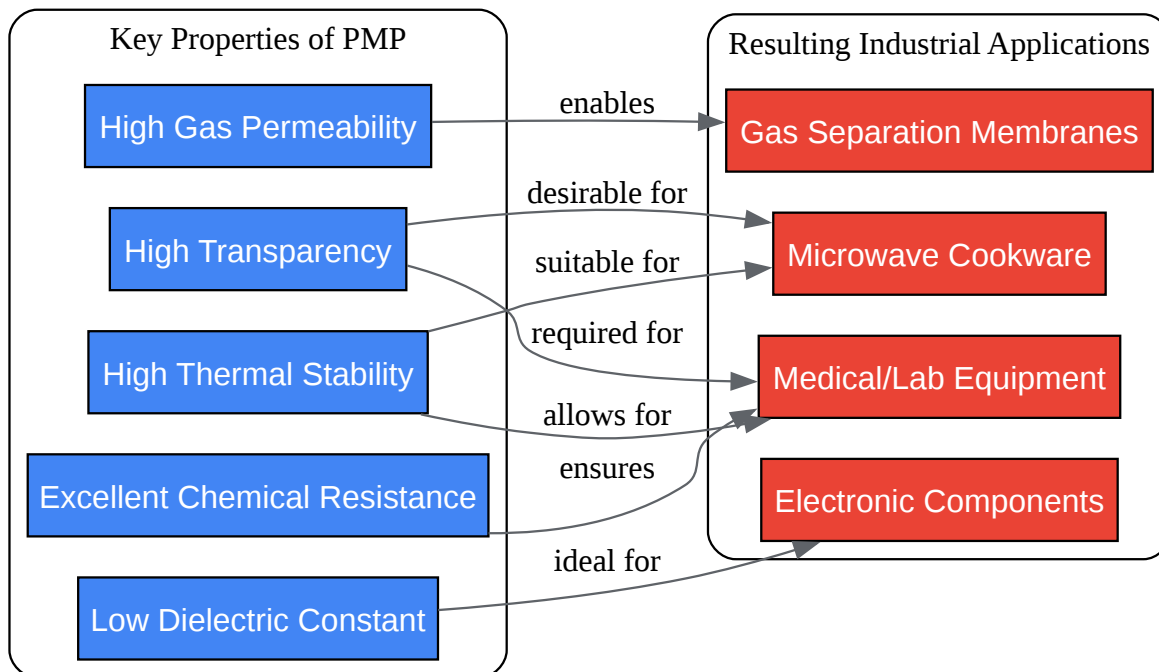 Key Properties of PMP
High Gas Permeability
High Transparency
High Thermal Stability
Excellent Chemical Resistance
Low Dielectric Constant
enables
desirable for
suitable for
required for
allows for
ensures
ideal for
Resulting Industrial Applications
Gas Separation Membranes
Microwave Cookware
Medical/Lab Equipment
Electronic Components